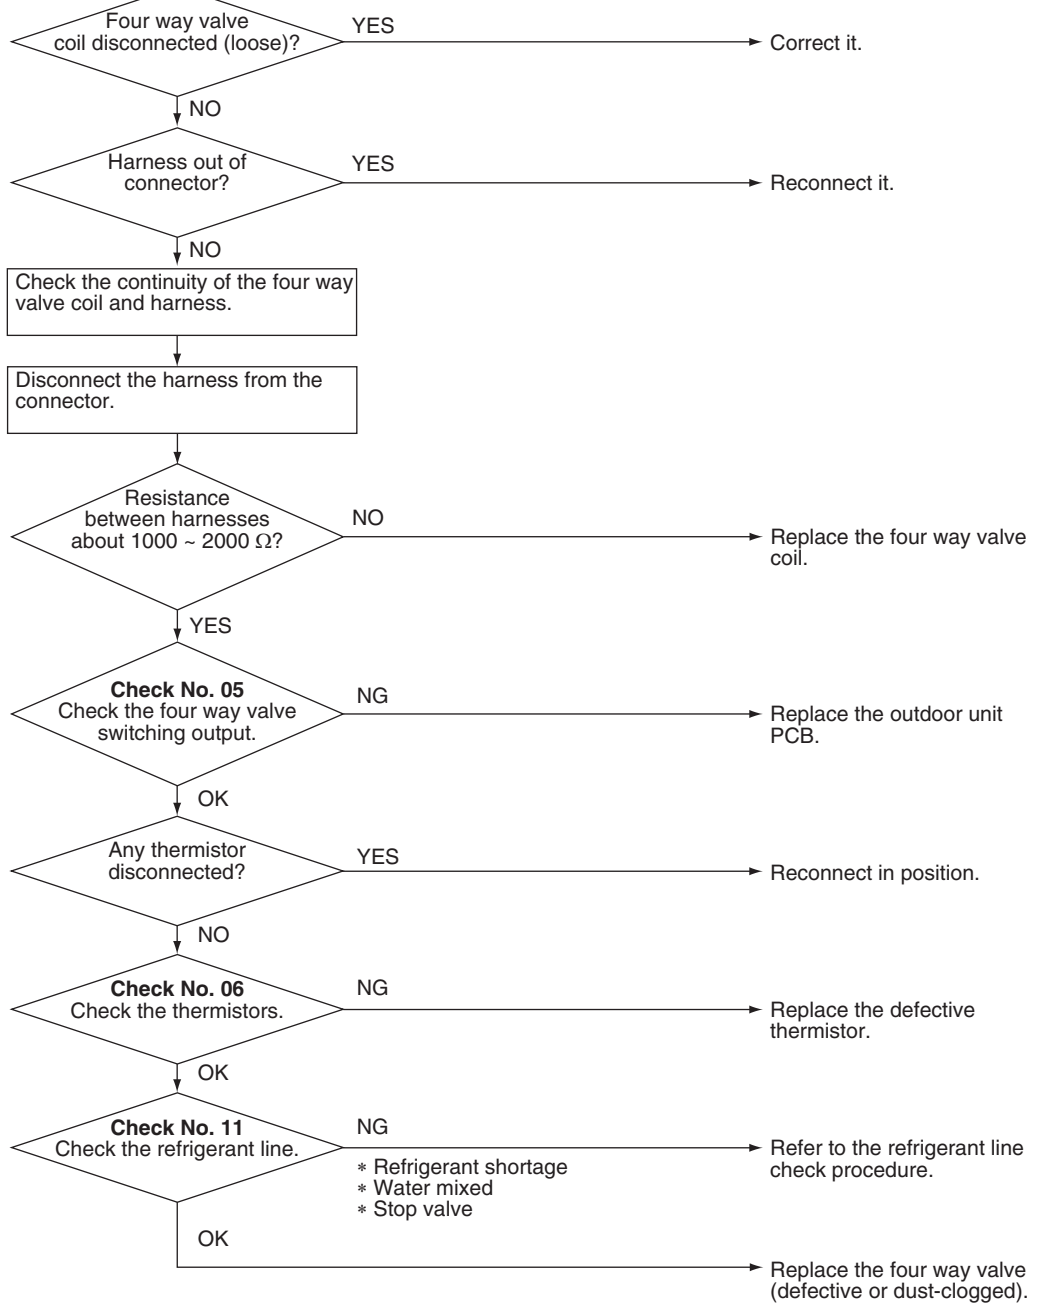 Four way valve
coil disconnected (loose)?
YES
Correct it.
NO
Harness out of
connector?
YES
Reconnect it.
NO
Check the continuity of the four way
valve coil and harness.
Disconnect the harness from the
connector.
Resistance
between harnesses
about 1000 ~ 2000 Ω?
NO
Replace the four way valve
coil.
YES
Check No. 05
Check the four way valve
switching output.
NG
Replace the outdoor unit
PCB.
OK
Any thermistor
disconnected?
YES
Reconnect in position.
NO
Check No. 06
Check the thermistors.
NG
Replace the defective
thermistor.
OK
Check No. 11
Check the refrigerant line.
NG
∗ Refrigerant shortage
∗ Water mixed
∗ Stop valve
Refer to the refrigerant line
check procedure.
OK
Replace the four way valve
(defective or dust-clogged).